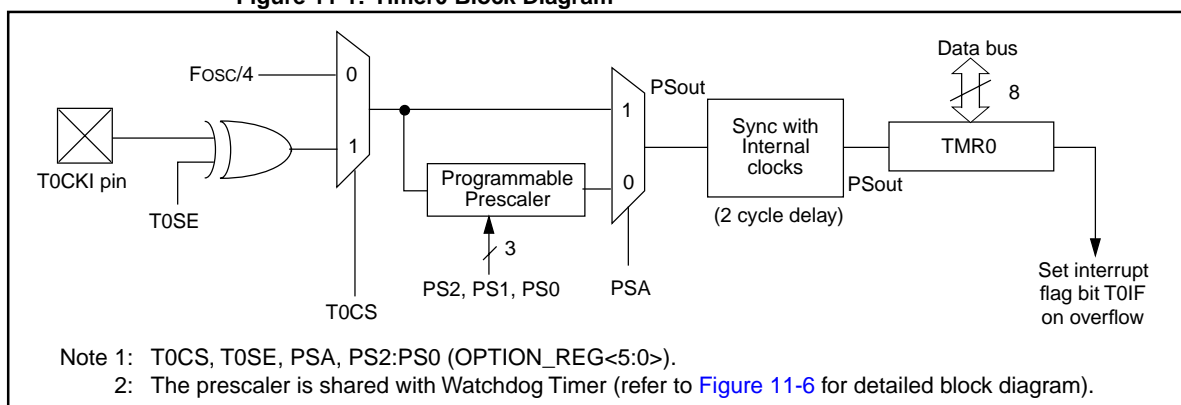 Figure 11-1: Timer0 Block Diagram
Data bus
8
FOSC/4
0
PSout
1
1
Sync with
Internal
clocks
TMR0
T0CKI pin
Programmable
Prescaler
0
PSout
T0SE
(2 cycle delay)
3
Set interrupt
flag bit T0IF
on overflow
T0CS
PS2, PS1, PS0
PSA
Note 1: T0CS, T0SE, PSA, PS2:PS0 (OPTION_REG<5:0>).
2: The prescaler is shared with Watchdog Timer (refer to Figure 11-6 for detailed block diagram).